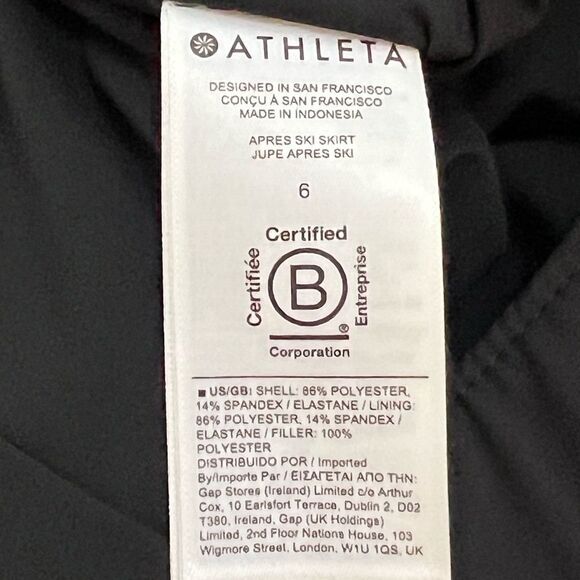 ATHLETA
DESIGNED IN SAN FRANCISCO
CONÇU À SAN FRANCISCO
MADE IN INDONESIA
APRES SKI SKIRT
JUPE APRES SKI
6
Certified
Certifiée
B
Entreprise
®
Corporation
■ US/GB: SHELL: 86% POLYESTER,
14% SPANDEX / ELASTANE / LINING:
86% POLYESTER, 14% SPANDEX /
ELASTANE / FILLER: 100%
POLYESTER
DISTRIBUIDO POR / Imported
By/Importe Par / ΕΙΣΑΓΕΤΑΙ ΑΠΟ ΤΗΝ:
Gap Stores (Ireland) Limited c/o Arthur
Cox, 10 Earlsfort Terrace, Dublin 2, D02
T380, Ireland, Gap (UK Holdings)
Limited, 2nd Floor Nations House, 103
Wigmore Street, London, W1U 1QS, UK